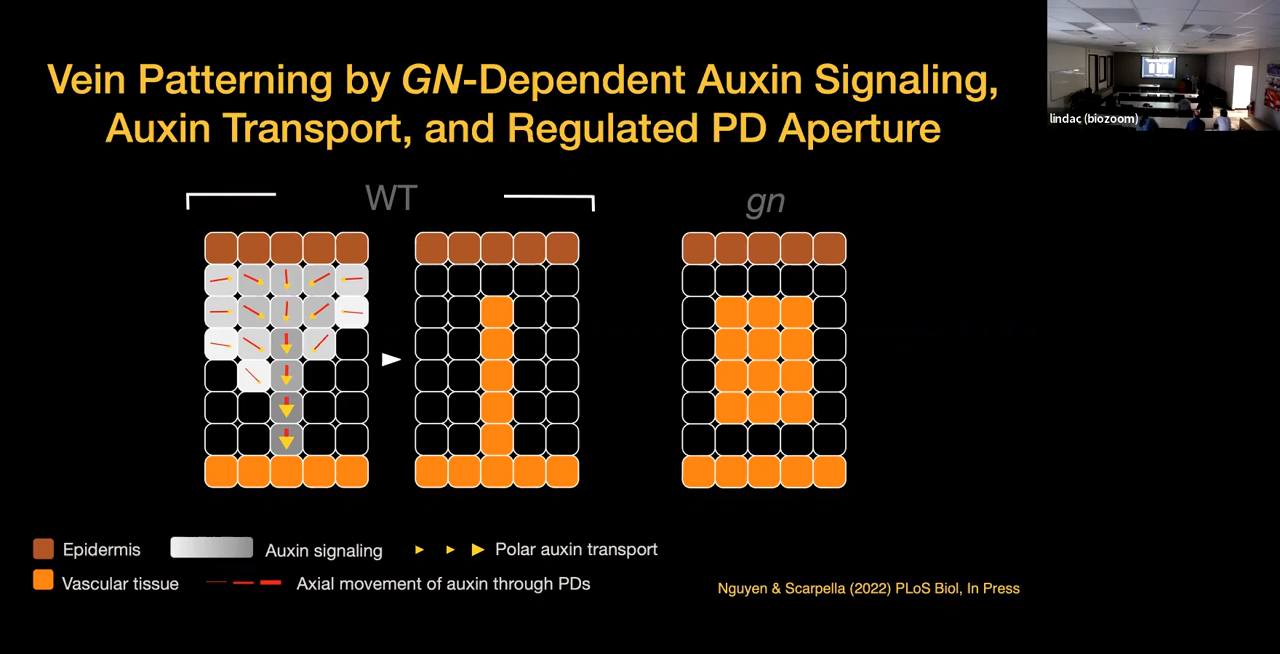 Vein Patterning by GN-Dependent Auxin Signaling,
Auxin Transport, and Regulated PD Aperture
lindac (biozoom)
WT
gn
Epidermis
Auxin signaling
Polar auxin transport
Vascular tissue
Axial movement of auxin through PDs
Nguyen & Scarpella (2022) PLoS Biol, In Press